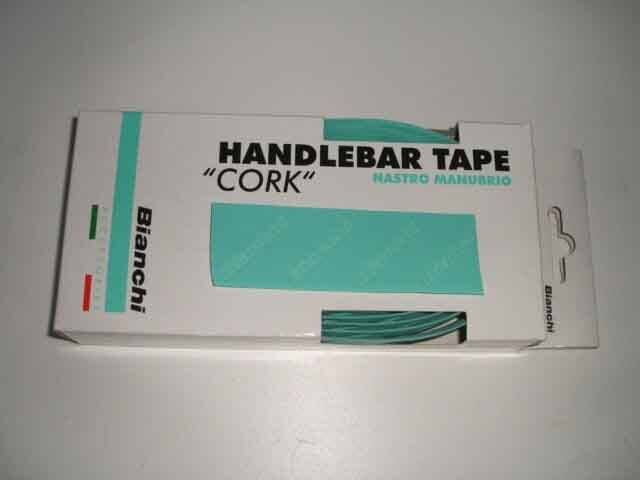 HANDLEBAR TAPE
"CORK"
NASTRO MANUBRIO
Bianchi
Bianchi